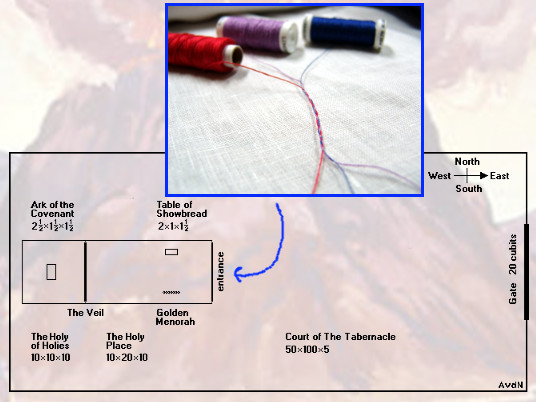 North
West East
South
Ark of the
Covenant
2½×1½×1½
Table of
Showbread
2×1×1½
entrance
Gate 20 cubits
The Veil
Golden
Menorah
The Holy
of Holies
10×10×10
The Holy
Place
10×20×10
Court of The Tabernacle
50×100×5
AvdN